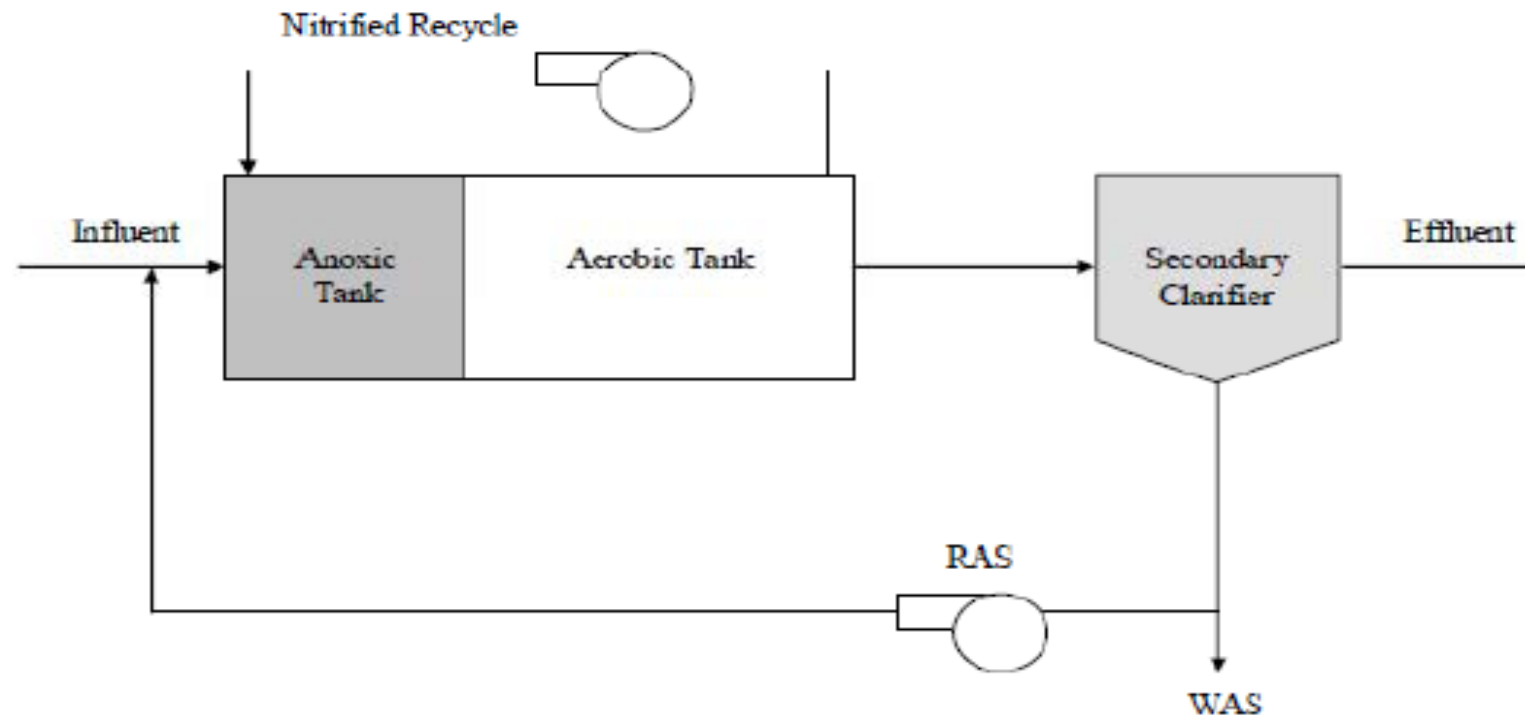 Nitrified Recycle
Influent
Anoxic
Tank
Aerobic Tank
Secondary
Clarifier
Effluent
RAS
WAS